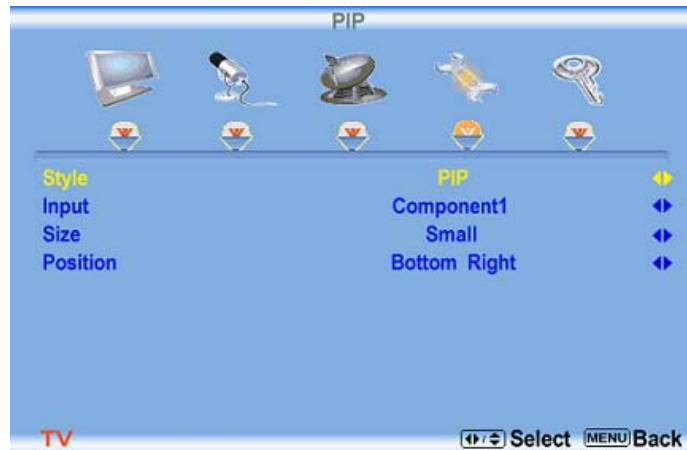 PIP
Style PIP
Input Component1
Size Small
Position Bottom Right
TV Select MENU Back